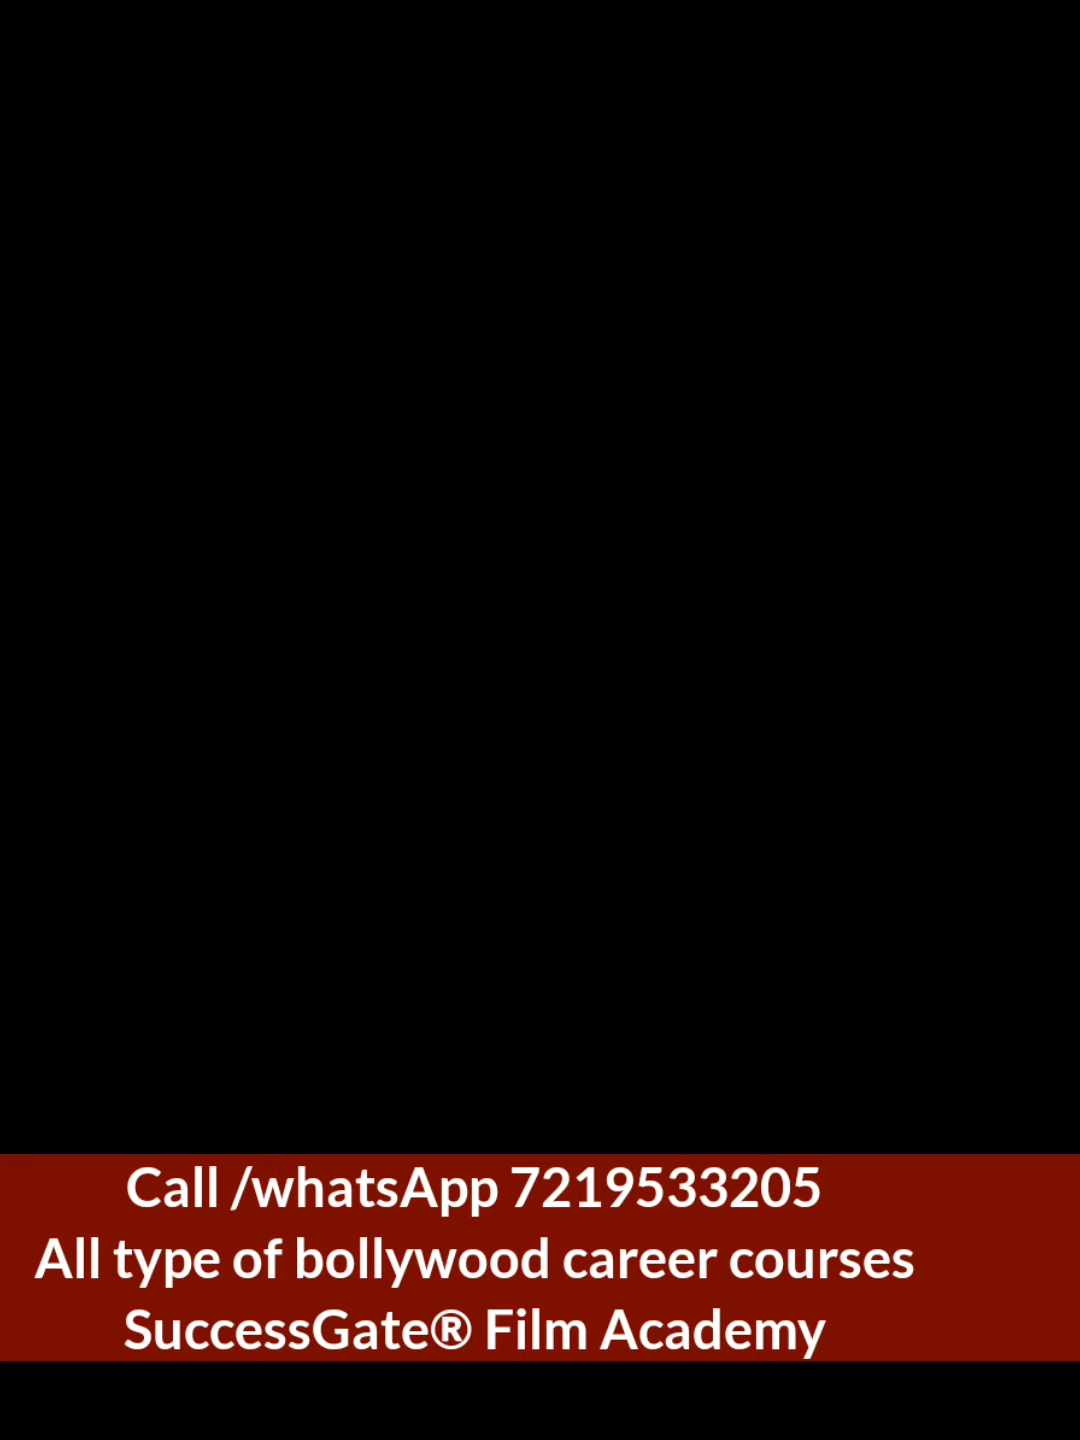 Call /whatsApp 7219533205
All type of bollywood career courses
SuccessGate® Film Academy